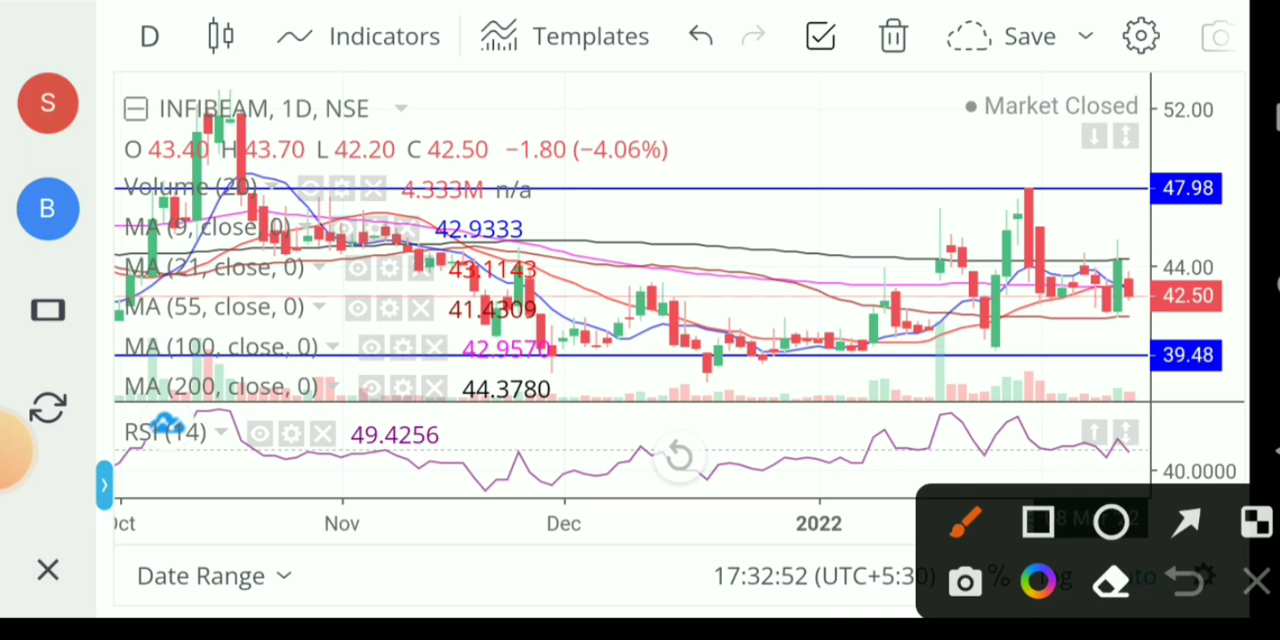 D Indicators Templates Save
S
INFIBEAM, 1D, NSE
Market Closed
52.00
O 43.40 H 43.70 L 42.20 C 42.50 −1.80 (−4.06%)
Volume (20) 4.333M n/a
47.98
B
MA (9, close, 0) 42.9333
MA (21, close, 0) 43.1143
44.00
42.50
MA (55, close, 0) 41.4309
MA (100, close, 0) 42.9570
39.48
MA (200, close, 0) 44.3780
RSI (14) 49.4256
40.0000
Oct Nov Dec 2022
Date Range 17:32:52 (UTC+5:30) %